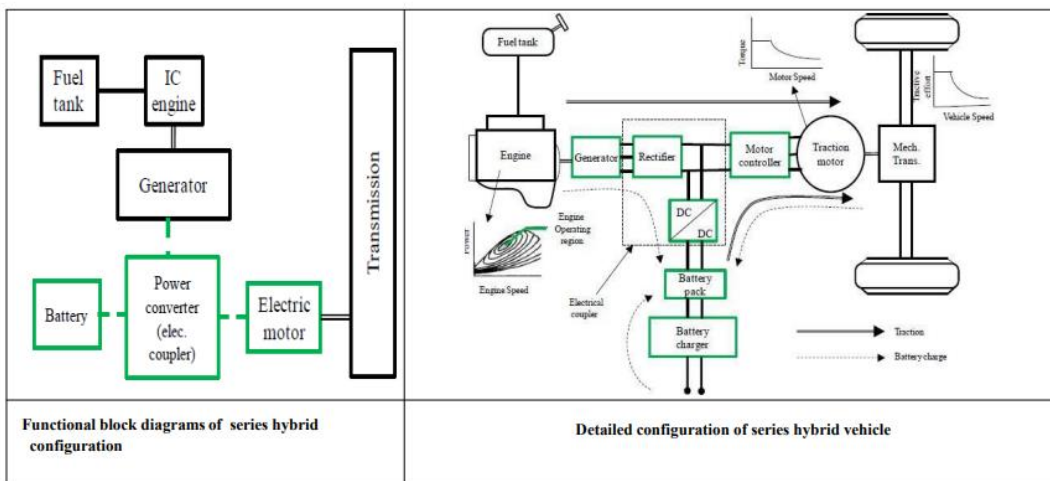 Fuel
tank
IC
engine
Generator
Battery
Power
converter
(elec.
coupler)
Electric
motor
Transmission
Functional block diagrams of series hybrid
configuration
Fuel tank
Torque
Motor Speed
Tractive
effort
Vehicle Speed
Engine
Generator
Rectifier
Motor
controller
Traction
motor
Mech.
Trans.
DC
DC
Power
Engine Speed
Engine
Operating
region
Electrical
coupler
Battery
pack
Battery
charger
Traction
Battery charge
Detailed configuration of series hybrid vehicle